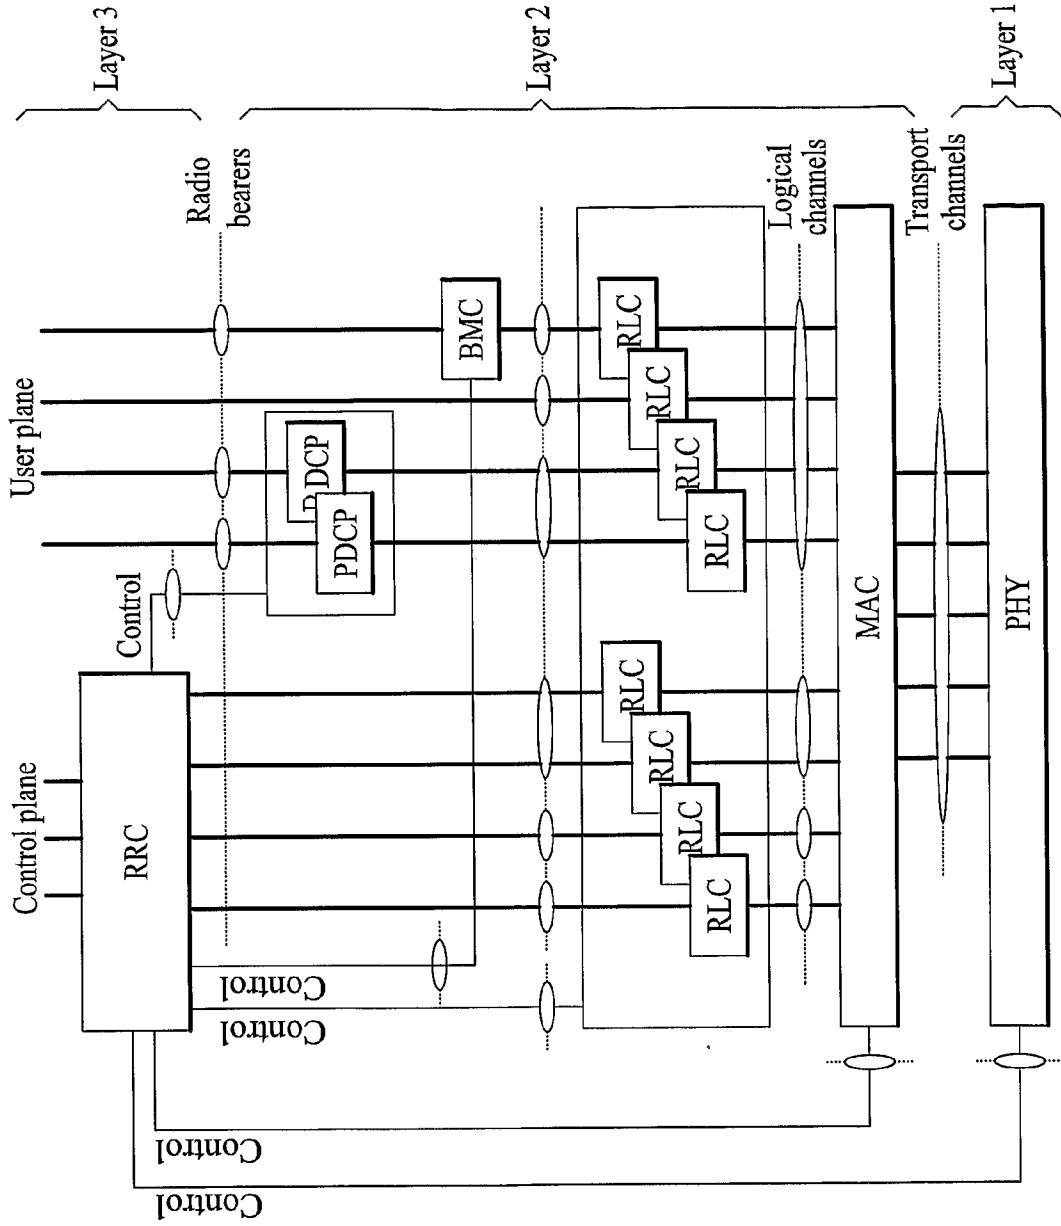 Control plane
User plane
Layer 3
RRC
Control
Control
Control
Control
Control
Radio
bearers
PDCP
PDCP
BMC
Layer 2
RLC
RLC
RLC
RLC
RLC
RLC
RLC
RLC
Logical
channels
MAC
Transport
channels
PHY
Layer 1